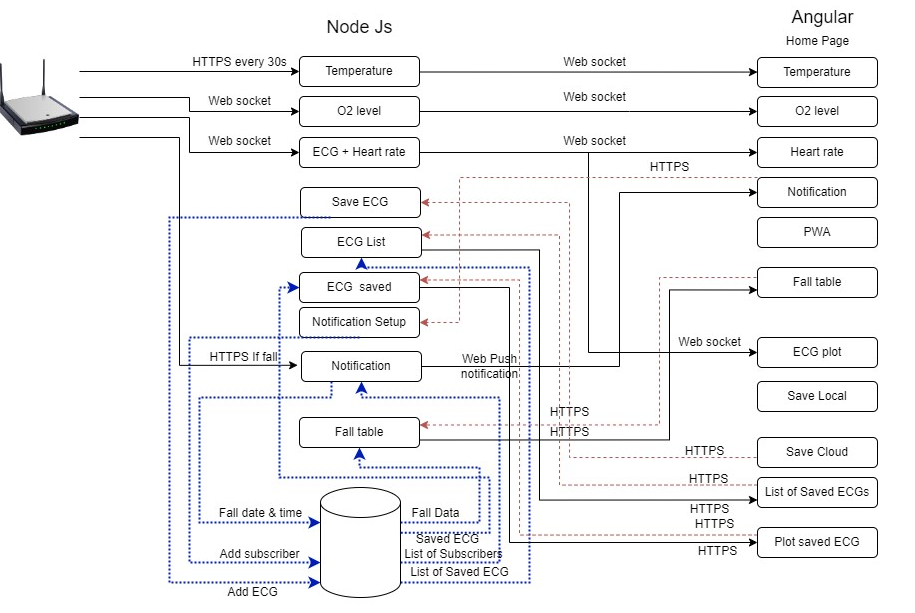 Node Js
Angular
Home Page
HTTPS every 30s
Temperature
Web socket
Temperature
Web socket
O2 level
Web socket
O2 level
Web socket
ECG + Heart rate
Web socket
Heart rate
HTTPS
Save ECG
Notification
ECG List
PWA
ECG  saved
Fall table
Notification Setup
HTTPS If fall
Notification
Web Push
notification
Web socket
ECG plot
Save Local
HTTPS
Fall table
HTTPS
HTTPS
Save Cloud
HTTPS
List of Saved ECGs
HTTPS
Fall date & time
Fall Data
HTTPS
Saved ECG
Plot saved ECG
HTTPS
Add subscriber
List of Subscribers
List of Saved ECG
Add ECG